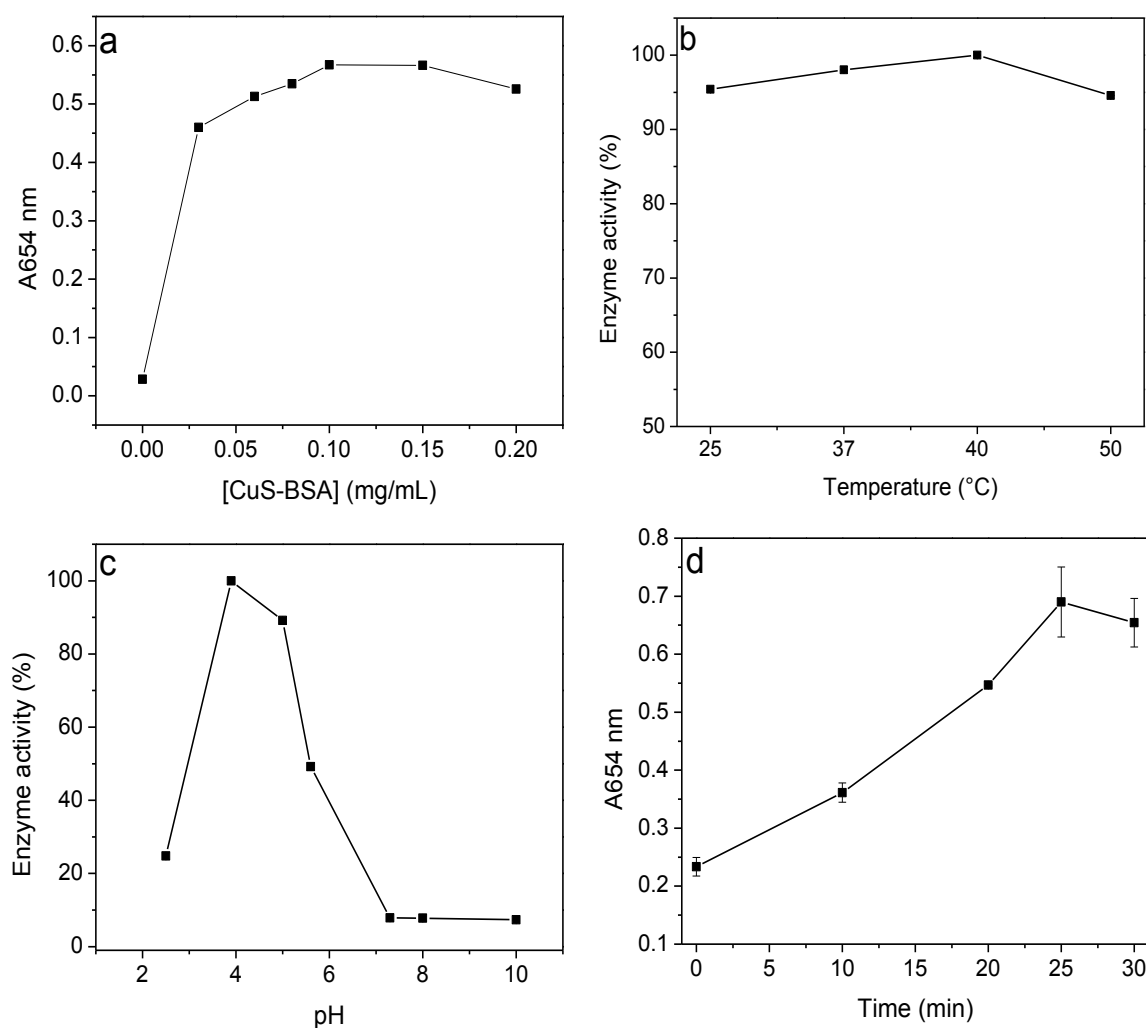 a
0.6
0.5
0.4
0.3
0.2
0.1
0.0
A654 nm
0.00 0.05 0.10 0.15 0.20
[CuS-BSA] (mg/mL)
b
100
90
80
70
60
50
Enzyme activity (%)
25 37 40 50
Temperature (°C)
c
100
80
60
40
20
0
Enzyme activity (%)
2 4 6 8 10
pH
d
0.8
0.7
0.6
0.5
0.4
0.3
0.2
0.1
A654 nm
0 5 10 15 20 25 30
Time (min)